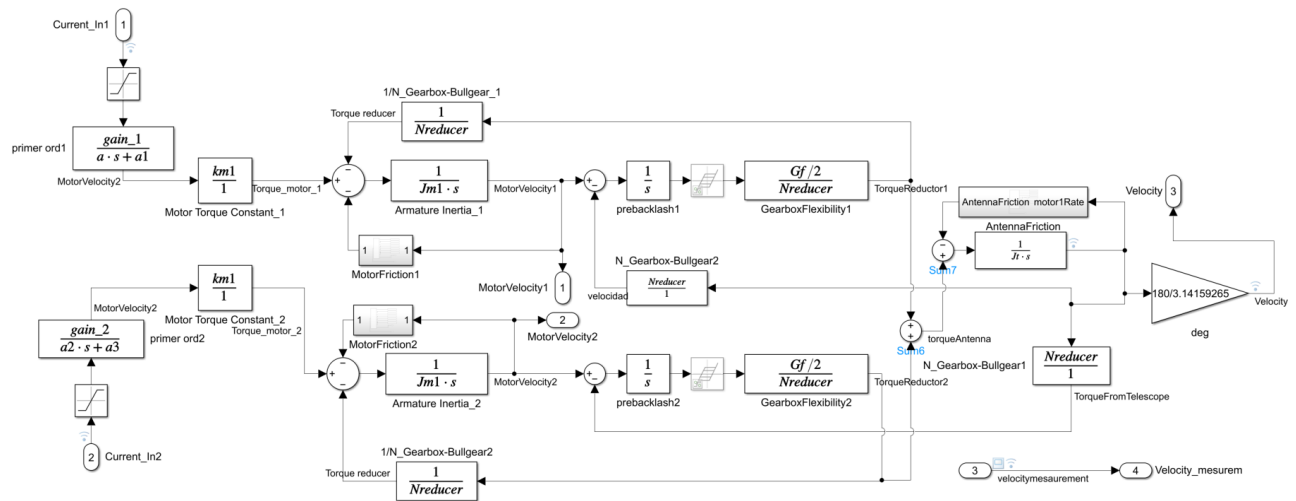 Current_In1
1
1/N_Gearbox-Bullgear_1
Torque reducer
1
Nreducer
primer ord1
gain_1
a · s + a1
MotorVelocity2
km1
1
Torque_motor_1
Motor Torque Constant_1
+
−
−
−
1
Jm1 · s
Armature Inertia_1
MotorVelocity1
+
−
1
s
prebacklash1
Gf/2
Nreducer
GearboxFlexibility1
TorqueReductor1
1
1
MotorFriction1
MotorVelocity1
1
N_Gearbox-Bullgear2
velocidad
Nreducer
1
AntennaFriction
motor1Rate
AntennaFriction
−
+
Sum7
1
Jt · s
Velocity
3
180/3.14159265
deg
Velocity
km1
1
Motor Torque Constant_2
Torque_motor_2
MotorVelocity2
gain_2
a2 · s + a3
primer ord2
2
Current_In2
1
1
MotorFriction2
2
MotorVelocity2
−
+
−
1
Jm1 · s
Armature Inertia_2
MotorVelocity2
+
−
1
s
prebacklash2
Gf/2
Nreducer
GearboxFlexibility2
TorqueReductor2
+
+
Sum6
torqueAntenna
N_Gearbox-Bullgear1
Nreducer
1
TorqueFromTelescope
1/N_Gearbox-Bullgear2
Torque reducer
1
Nreducer
3
velocitymesaurement
4
Velocity_mesurem